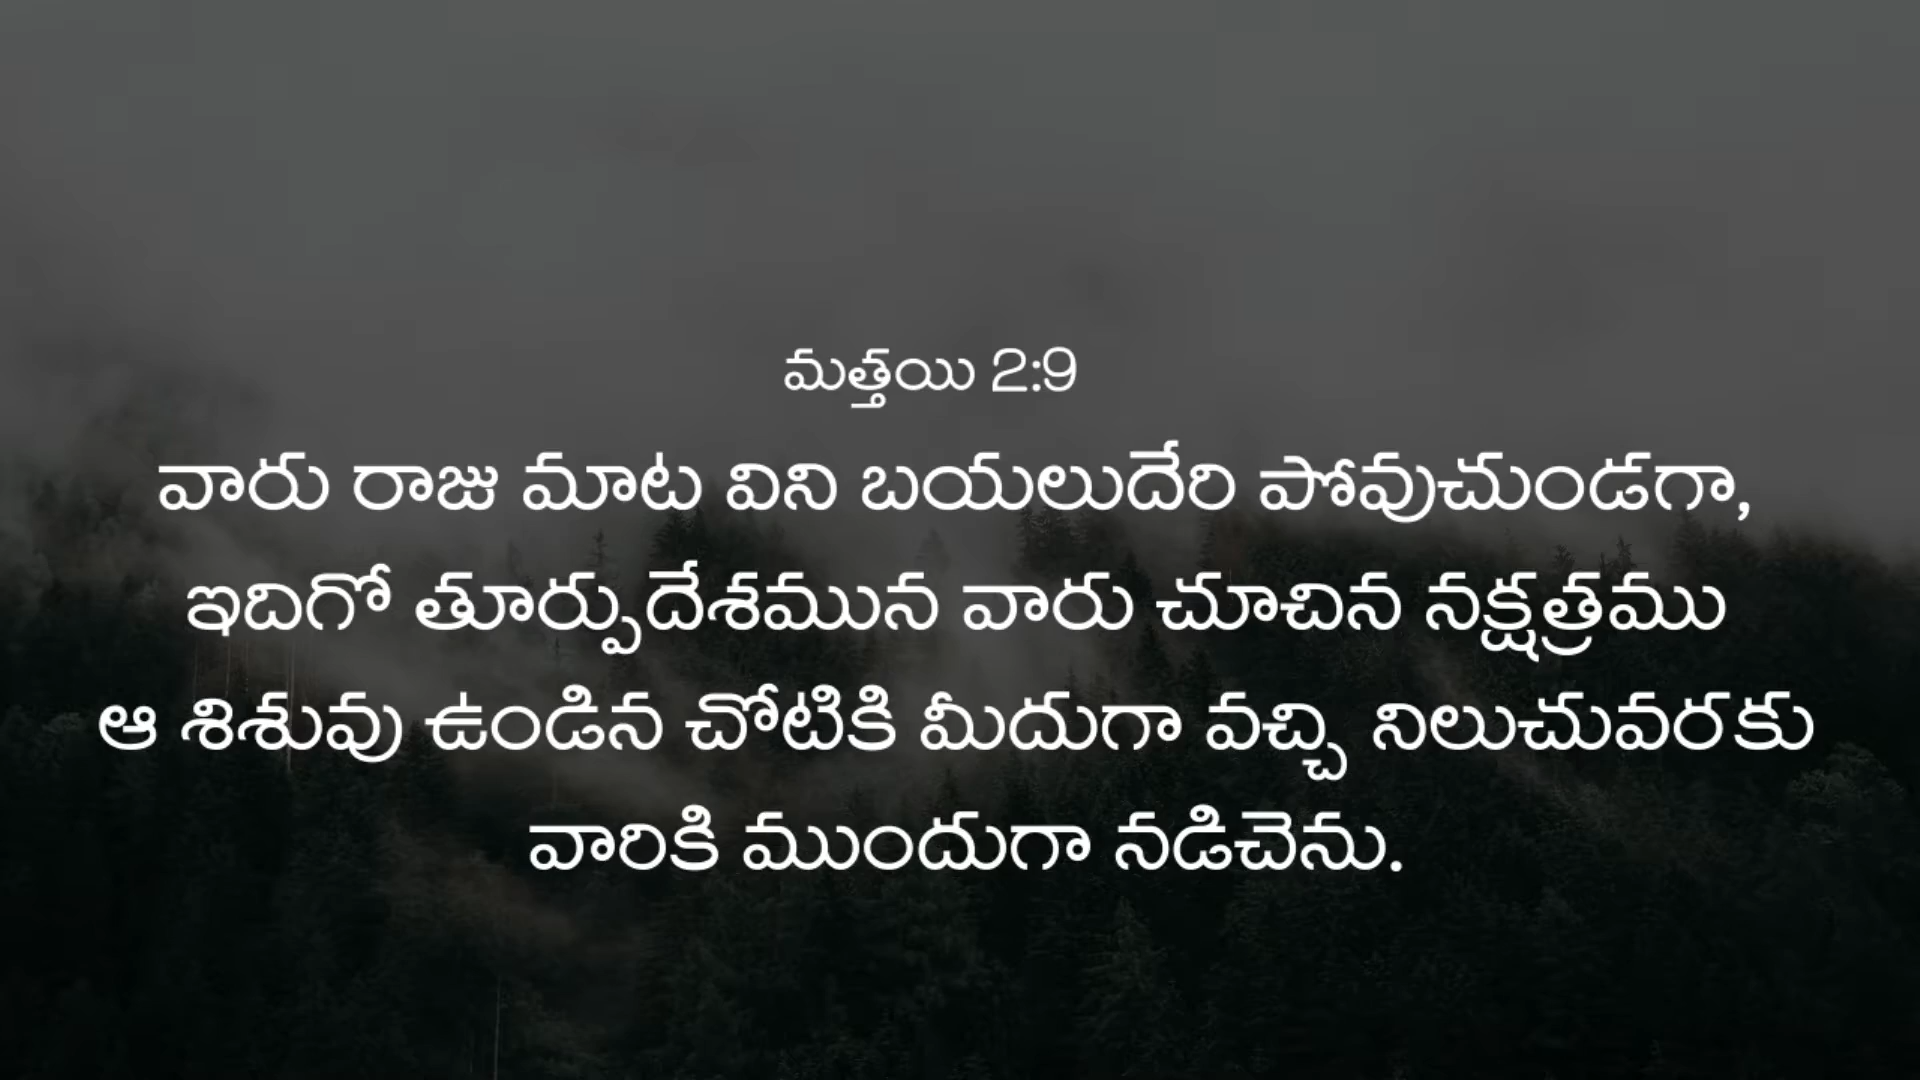 మత్తయి 2:9
వారు రాజు మాట విని బయలుదేరి పోవుచుండగా,
ఇదిగో తూర్పుదేశమున వారు చూచిన నక్షత్రము
ఆ శిశువు ఉండిన చోటికి మీదుగా వచ్చి నిలుచువరకు
వారికి ముందుగా నడిచెను.